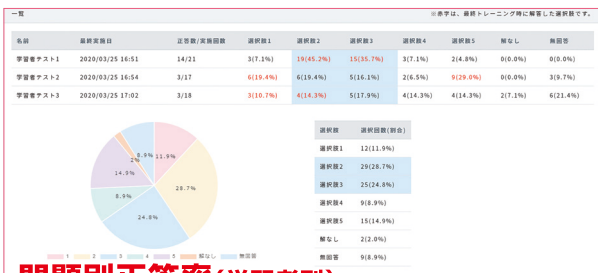 一覧
※赤字は、最終トレーニング時に解答した選択肢です。
名前 最終実施日 正答数/実施回数 選択肢1 選択肢2 選択肢3 選択肢4 選択肢5 解なし 無回答
学習者テスト1 2020/03/25 16:51 14/21 3(7.1%) 19(45.2%) 15(35.7%) 3(7.1%) 2(4.8%) 0(0.0%) 0(0.0%)
学習者テスト2 2020/03/25 16:54 3/17 6(19.4%) 6(19.4%) 5(16.1%) 2(6.5%) 9(29.0%) 0(0.0%) 3(9.7%)
学習者テスト3 2020/03/25 17:02 3/18 3(10.7%) 4(14.3%) 5(17.9%) 4(14.3%) 4(14.3%) 2(7.1%) 6(21.4%)
8.9% 11.9%
2%
14.9%
28.7%
8.9%
24.8%
1 2 3 4 5 解なし 無回答
選択肢 選択回数(割合)
選択肢1 12(11.9%)
選択肢2 29(28.7%)
選択肢3 25(24.8%)
選択肢4 9(8.9%)
選択肢5 15(14.9%)
解なし 2(2.0%)
無回答 9(8.9%)
問題別正答率(学習者別)